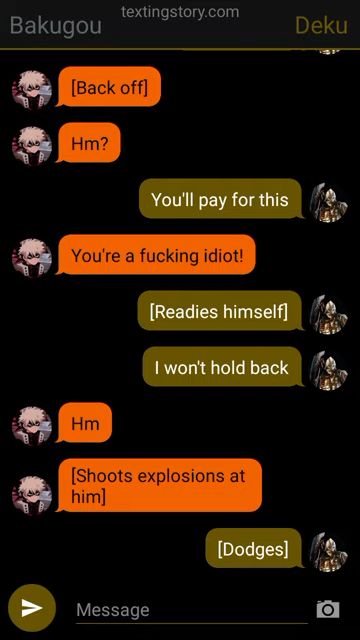 textingstory.com
Bakugou
Deku
[Back off]
Hm?
You'll pay for this
You're a fucking idiot!
[Readies himself]
I won't hold back
Hm
[Shoots explosions at
him]
[Dodges]
Message